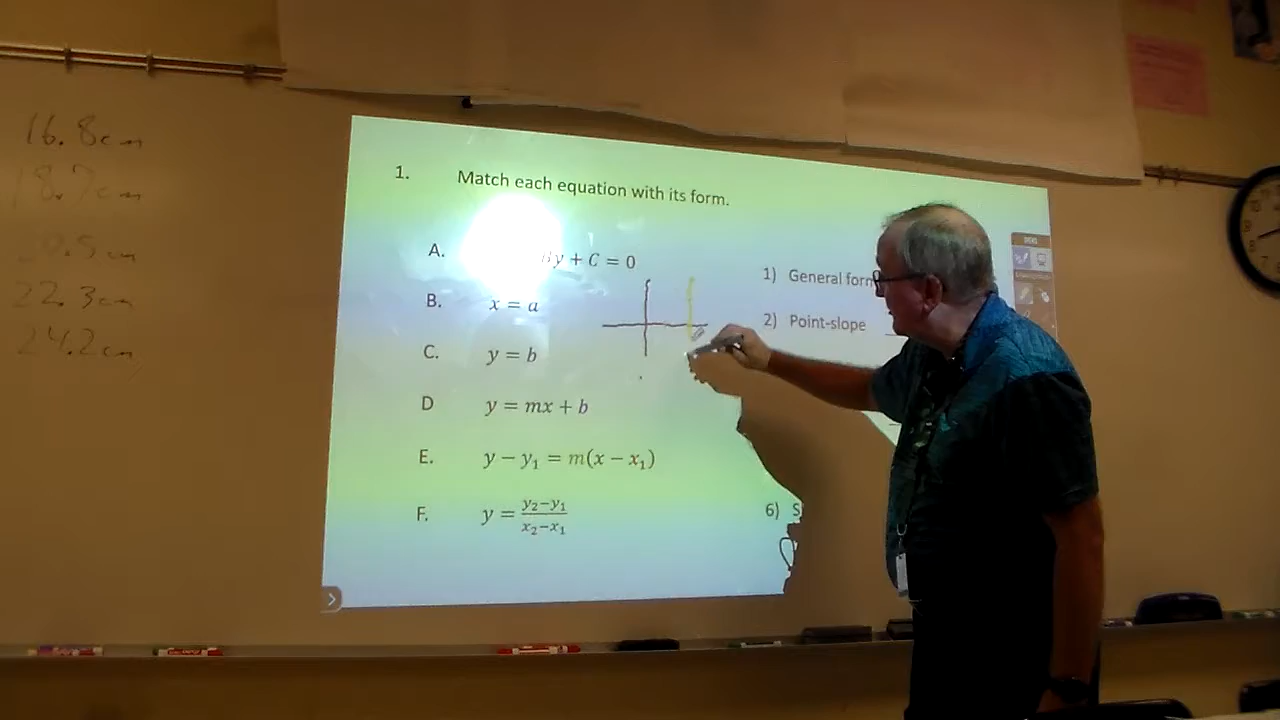 16.8cm
18.7cm
0.5cm
22.3cm
24.2cm
1. Match each equation with its form.
A. y + C = 0
B. x = a
C. y = b
D y = mx + b
E. y − y₁ = m(x − x₁)
F. y = (y₂−y₁)/(x₂−x₁)
1) General form
2) Point-slope
6) S